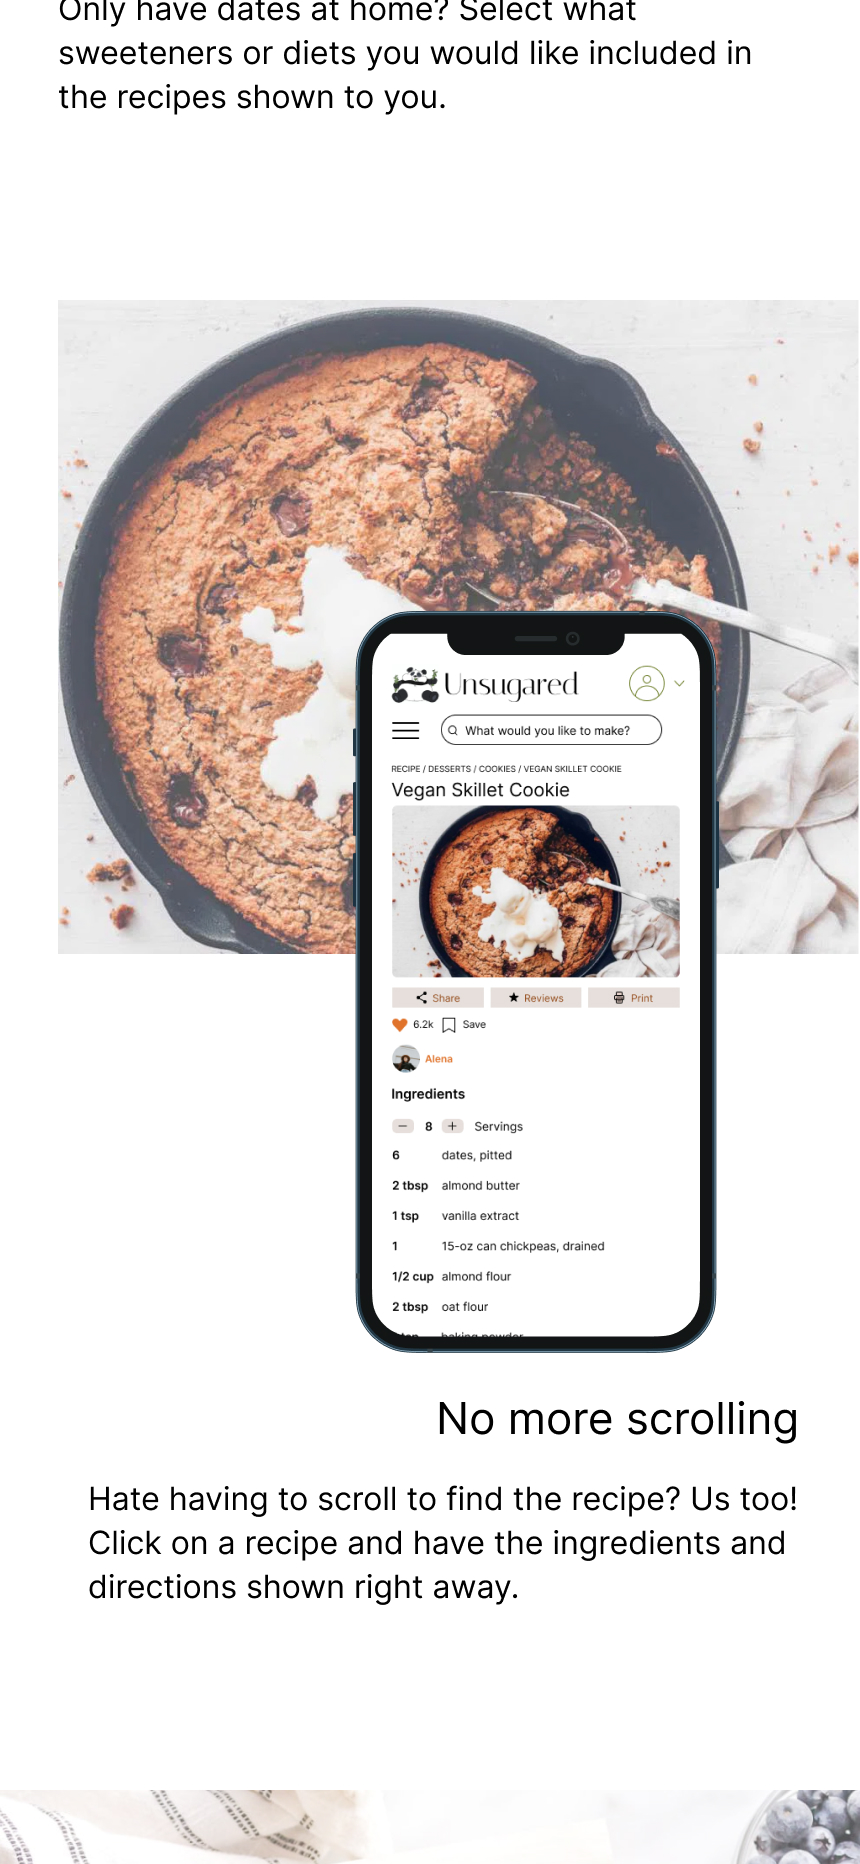 Only have dates at home? Select what
sweeteners or diets you would like included in
the recipes shown to you.
Unsugared
What would you like to make?
RECIPE / DESSERTS / COOKIES / VEGAN SKILLET COOKIE
Vegan Skillet Cookie
Share Reviews Print
6.2k Save
Alena
Ingredients
− 8 + Servings
6 dates, pitted
2 tbsp almond butter
1 tsp vanilla extract
1 15-oz can chickpeas, drained
1/2 cup almond flour
2 tbsp oat flour
tsp baking powder
No more scrolling
Hate having to scroll to find the recipe? Us too!
Click on a recipe and have the ingredients and
directions shown right away.